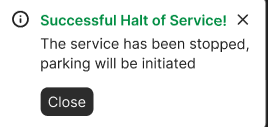 Successful Halt of Service!
The service has been stopped,
parking will be initiated
Close